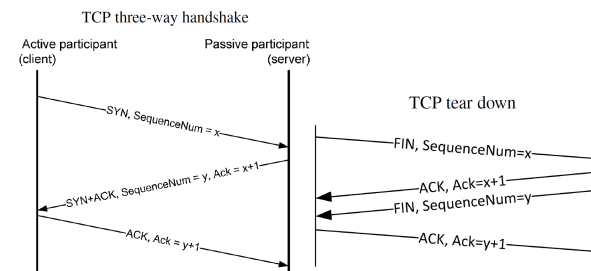 TCP three-way handshake
Active participant
(client)
Passive participant
(server)
SYN, SequenceNum = x
SYN+ACK, SequenceNum = y, Ack = x+1
ACK, Ack = y+1
TCP tear down
FIN, SequenceNum=x
ACK, Ack=x+1
FIN, SequenceNum=y
ACK, Ack=y+1